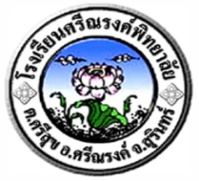 โรงเรียนศรีณรงค์พิทยาลัย
ต.ศรีสุข อ.ศรีณรงค์ จ.สุรินทร์